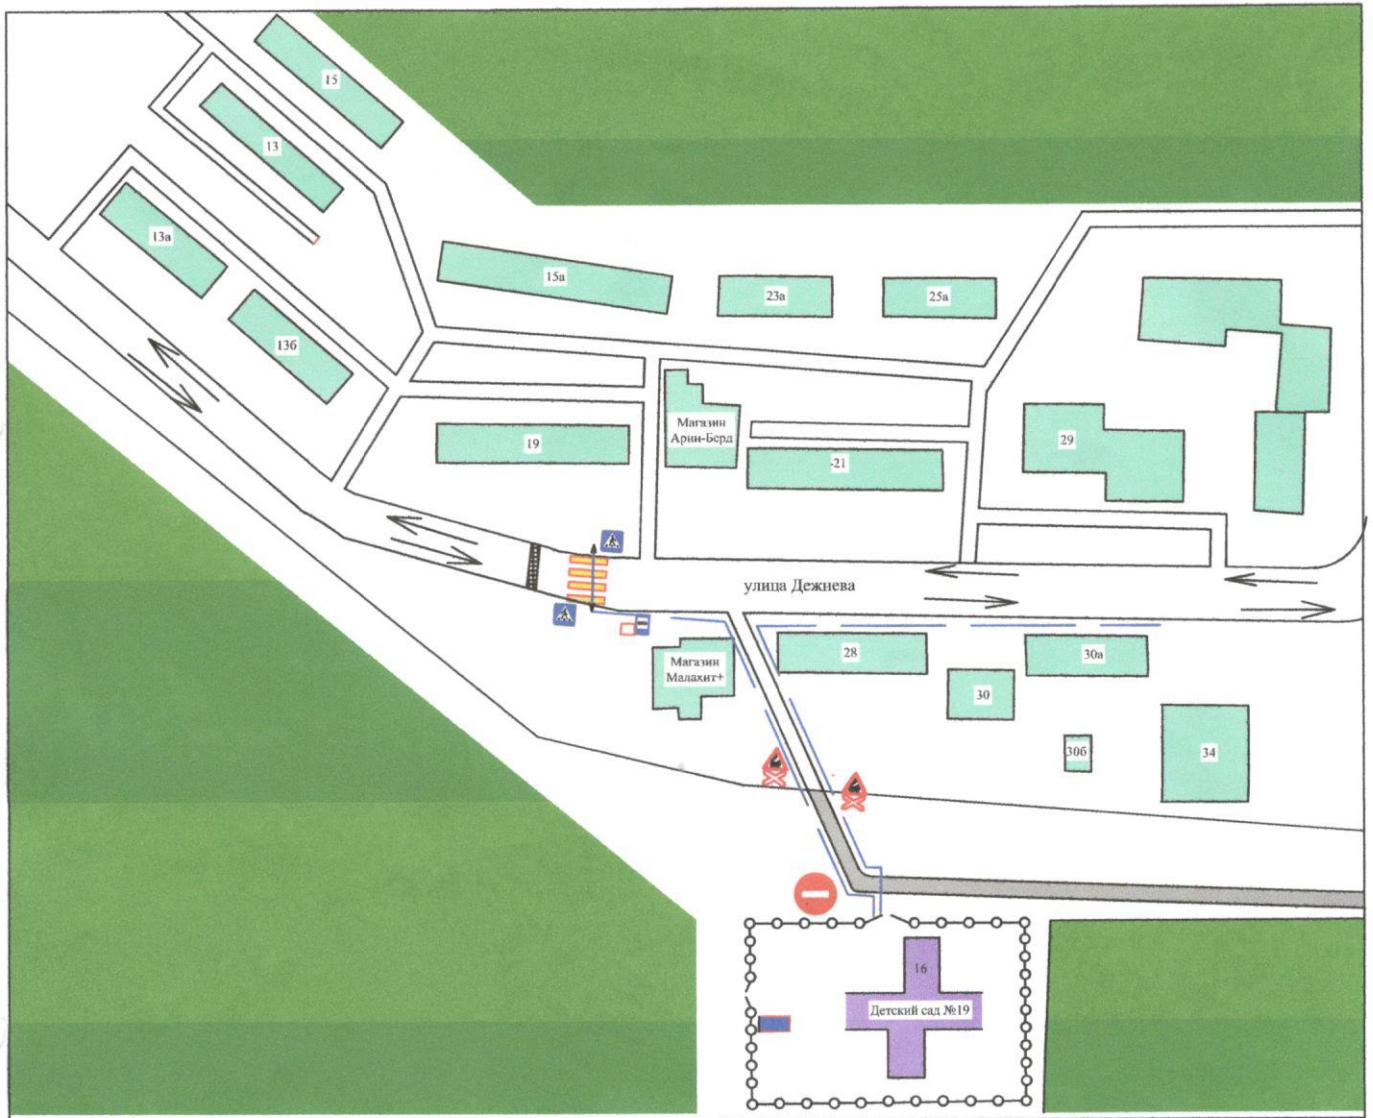 15
13
13а
13б
15а
23а
25а
Магазин
Арин-Берд
19
21
29
улица Дежнева
28
30а
Магазин
Малахит+
30
30б
34
16
Детский сад №19